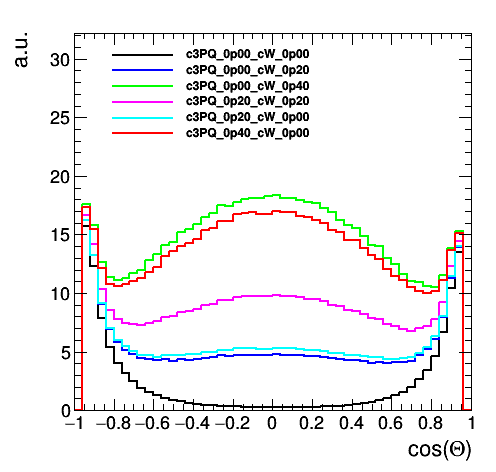 a.u.
c3PQ_0p00_cW_0p00
c3PQ_0p00_cW_0p20
c3PQ_0p00_cW_0p40
c3PQ_0p20_cW_0p20
c3PQ_0p20_cW_0p00
c3PQ_0p40_cW_0p00
30
25
20
15
10
5
0
−1 −0.8 −0.6 −0.4 −0.2 0 0.2 0.4 0.6 0.8 1
cos(Θ)